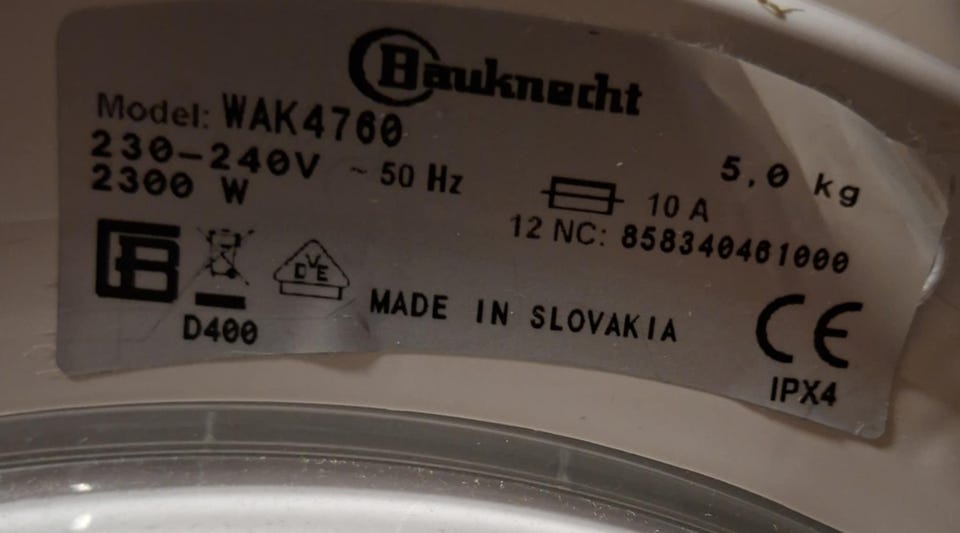 Bauknecht
Model: WAK4760
230-240V ~ 50 Hz
2300 W
5,0 kg
10 A
12 NC: 858340461000
DVE
D400
MADE IN SLOVAKIA
CE
IPX4